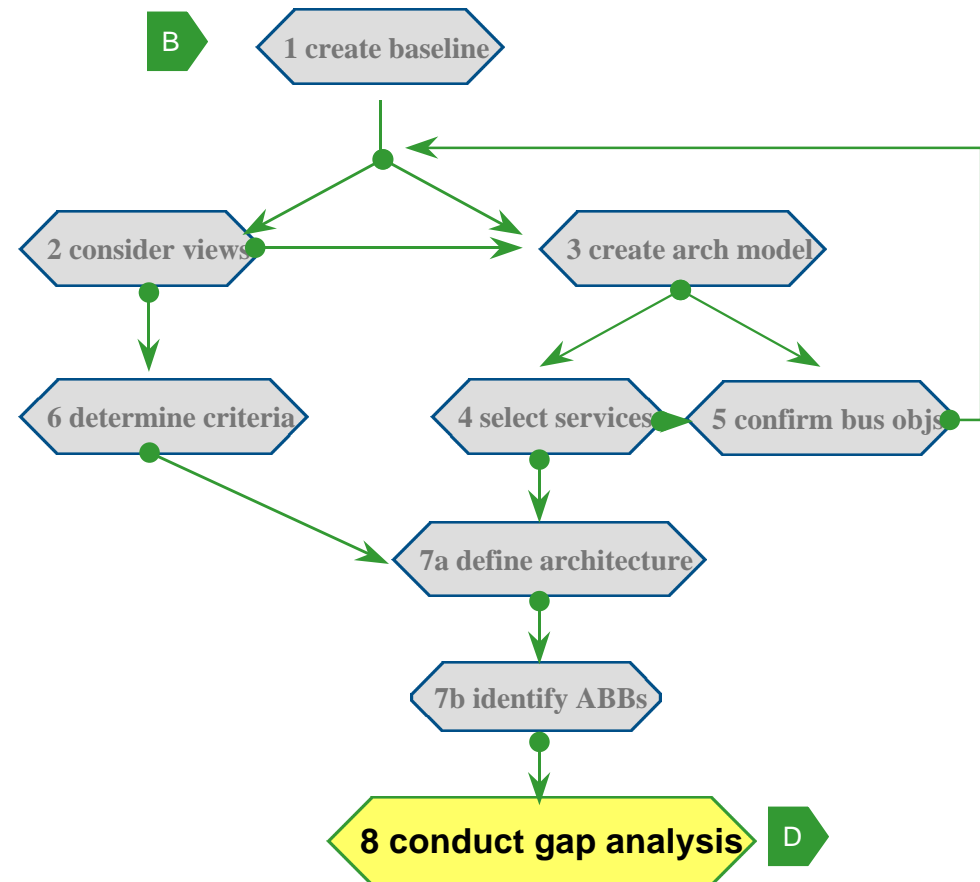 B
1 create baseline
2 consider views
3 create arch model
6 determine criteria
4 select services
5 confirm bus objs
7a define architecture
7b identify ABBs
8 conduct gap analysis
D